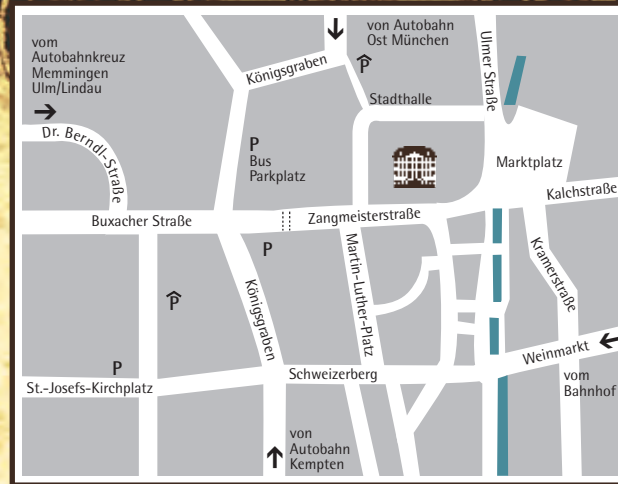 vom
Autobahnkreuz
Memmingen
Ulm/Lindau
von Autobahn
Ost München
Königsgraben
P
Ulmer Straße
Stadthalle
Dr. Berndl-Straße
P
Bus
Parkplatz
Marktplatz
Kalchstraße
Buxacher Straße
Zangmeisterstraße
P
Martin-Luther-Platz
Kramerstraße
Königsgraben
P
Weinmarkt
P
St.-Josefs-Kirchplatz
Schweizerberg
vom
Bahnhof
von
Autobahn
Kempten